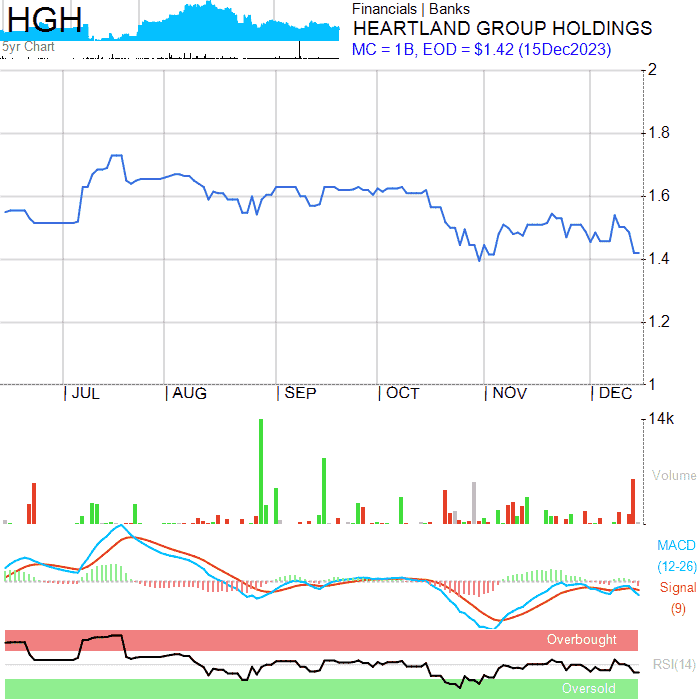 HGH
5yr Chart
Financials | Banks
HEARTLAND GROUP HOLDINGS
MC = 1B, EOD = $1.42 (15Dec2023)
2
1.8
1.6
1.4
1.2
1
| JUL | AUG | SEP | OCT | NOV | DEC
14k
Volume
MACD
(12-26)
Signal
(9)
Overbought
RSI(14)
Oversold